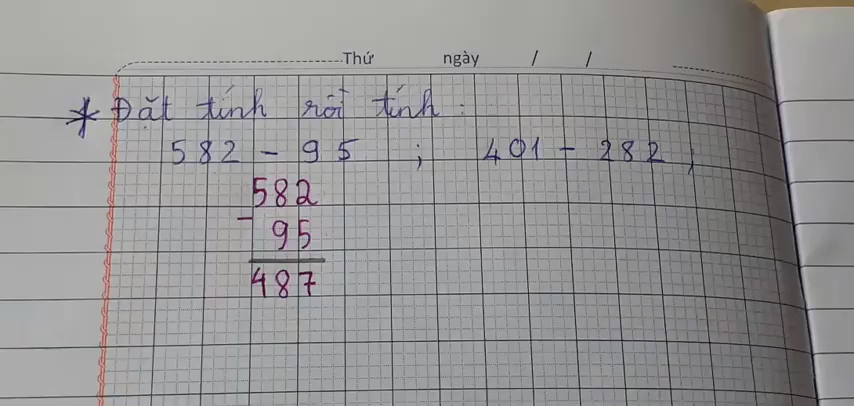 Thứ ngày / /
* Đặt tính rồi tính:
582 - 95 ; 401 - 282 ;
582
-
95
487